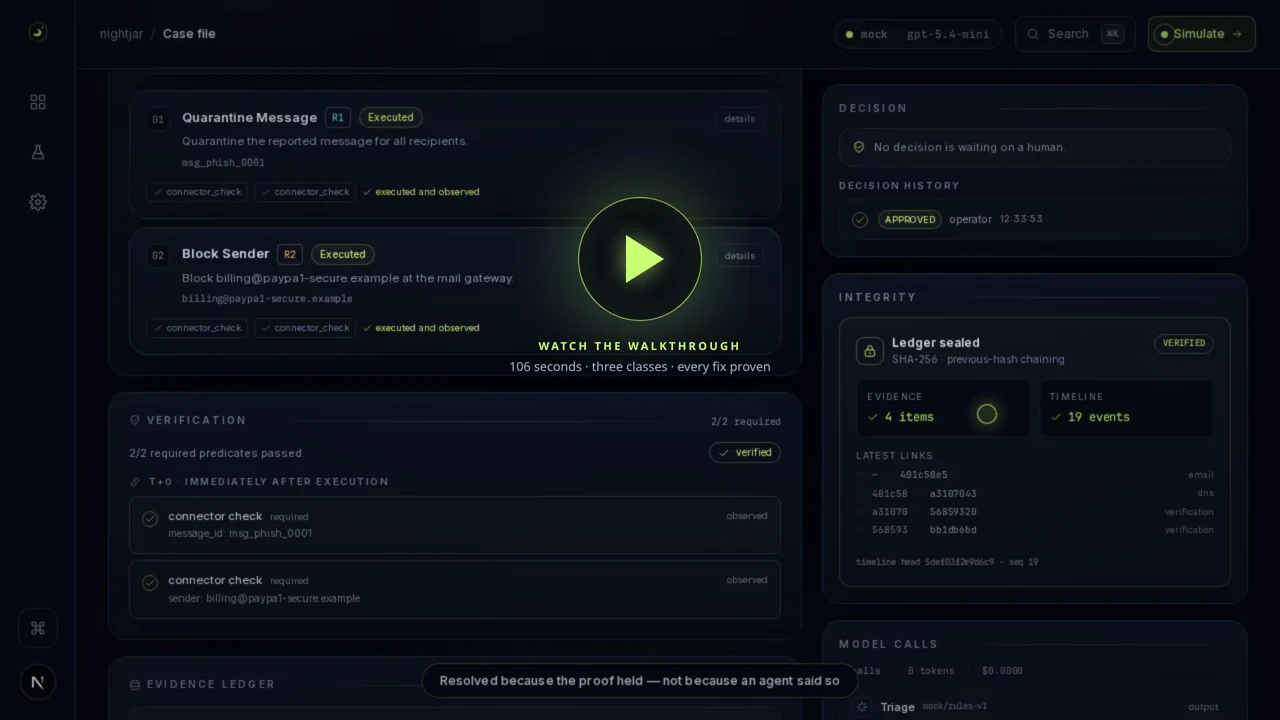 nightjar / Case file
mock gpt-5.4-mini
Search ⌘K
Simulate →
01 Quarantine Message R1 Executed details
Quarantine the reported message for all recipients.
msg_phish_0001
✓ connector_check ✓ connector_check ✓ executed and observed
02 Block Sender R2 Executed details
Block billing@paypa1-secure.example at the mail gateway.
billing@paypa1-secure.example
✓ connector_check ✓ connector_check ✓ executed and observed
WATCH THE WALKTHROUGH
106 seconds · three classes · every fix proven
VERIFICATION 2/2 required
2/2 required predicates passed. ✓ verified
T+0 · IMMEDIATELY AFTER EXECUTION
connector check required observed
message_id: msg_phish_0001
connector check required observed
sender: billing@paypa1-secure.example
EVIDENCE LEDGER
DECISION
No decision is waiting on a human.
DECISION HISTORY
APPROVED operator 12:33:53
INTEGRITY
Ledger sealed VERIFIED
SHA-256 · previous-hash chaining
EVIDENCE TIMELINE
✓ 4 items ✓ 19 events
LATEST LINKS
— 401c58e5 email
401c58 a3107043 dns
a31070 56859320 verification
568593 bb1db6bd verification
timeline head 5def03f2e9d6c9 · seq 19
MODEL CALLS
calls · 0 tokens · $0.0000
Triage mock/rules-v1 output
Resolved because the proof held — not because an agent said so
N